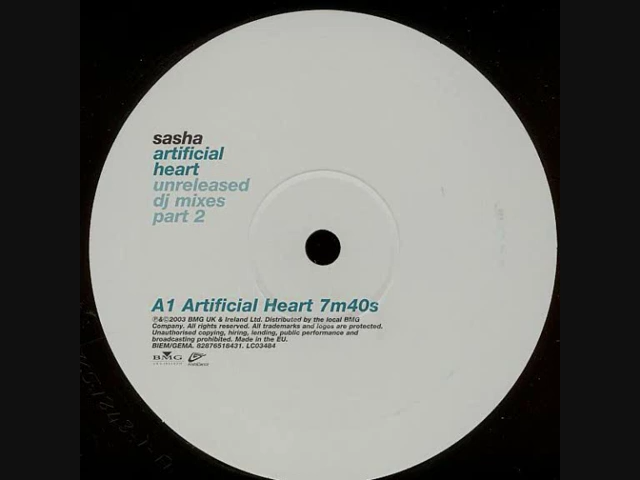 sasha
artificial
heart
unreleased
dj mixes
part 2
A1 Artificial Heart 7m40s
℗&©2003 BMG UK & Ireland Ltd. Distributed by the local BMG
Company. All rights reserved. All trademarks and logos are protected.
Unauthorised copying, hiring, lending, public performance and
broadcasting prohibited. Made in the EU.
BIEM/GEMA. 82876518431. LC03484
BMG